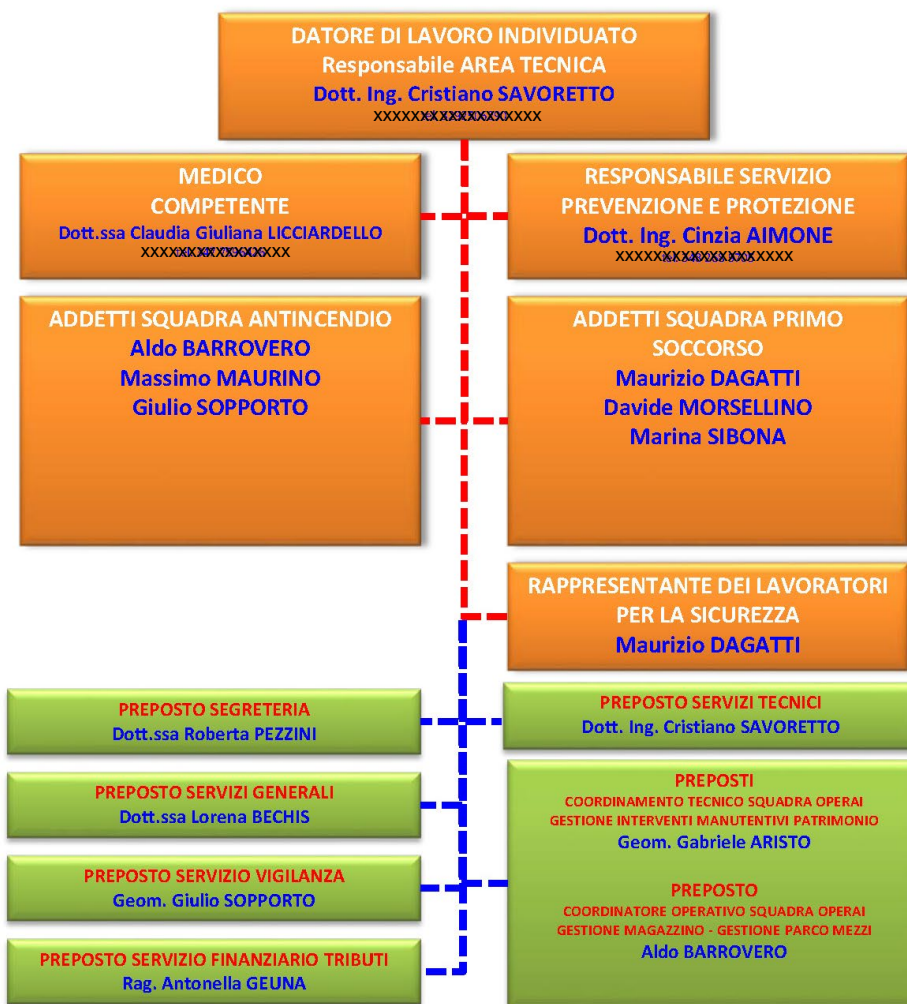 DATORE DI LAVORO INDIVIDUATO
Responsabile AREA TECNICA
Dott. Ing. Cristiano SAVORETTO
MEDICO
COMPETENTE
Dott.ssa Claudia Giuliana LICCIARDELLO
RESPONSABILE SERVIZIO
PREVENZIONE E PROTEZIONE
Dott. Ing. Cinzia AIMONE
ADDETTI SQUADRA ANTINCENDIO
Aldo BARROVERO
Massimo MAURINO
Giulio SOPPORTO
ADDETTI SQUADRA PRIMO
SOCCORSO
Maurizio DAGATTI
Davide MORSELLINO
Marina SIBONA
RAPPRESENTANTE DEI LAVORATORI
PER LA SICUREZZA
Maurizio DAGATTI
PREPOSTO SEGRETERIA
Dott.ssa Roberta PEZZINI
PREPOSTO SERVIZI TECNICI
Dott. Ing. Cristiano SAVORETTO
PREPOSTO SERVIZI GENERALI
Dott.ssa Lorena BECHIS
PREPOSTO SERVIZIO VIGILANZA
Geom. Giulio SOPPORTO
PREPOSTO SERVIZIO FINANZIARIO TRIBUTI
Rag. Antonella GEUNA
PREPOSTI
COORDINAMENTO TECNICO SQUADRA OPERAI
GESTIONE INTERVENTI MANUTENTIVI PATRIMONIO
Geom. Gabriele ARISTO
PREPOSTO
COORDINATORE OPERATIVO SQUADRA OPERAI
GESTIONE MAGAZZINO - GESTIONE PARCO MEZZI
Aldo BARROVERO